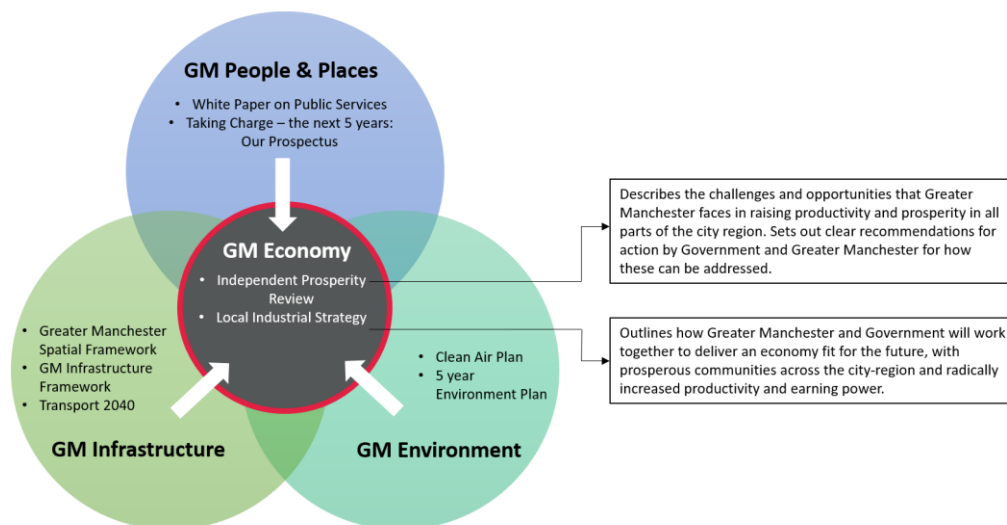 GM People & Places
• White Paper on Public Services
• Taking Charge – the next 5 years:
Our Prospectus
GM Economy
• Independent Prosperity
Review
• Local Industrial Strategy
• Greater Manchester
Spatial Framework
• GM Infrastructure
Framework
• Transport 2040
GM Infrastructure
• Clean Air Plan
• 5 year
Environment Plan
GM Environment
Describes the challenges and opportunities that Greater
Manchester faces in raising productivity and prosperity in all
parts of the city region. Sets out clear recommendations for
action by Government and Greater Manchester for how
these can be addressed.
Outlines how Greater Manchester and Government will work
together to deliver an economy fit for the future, with
prosperous communities across the city-region and radically
increased productivity and earning power.